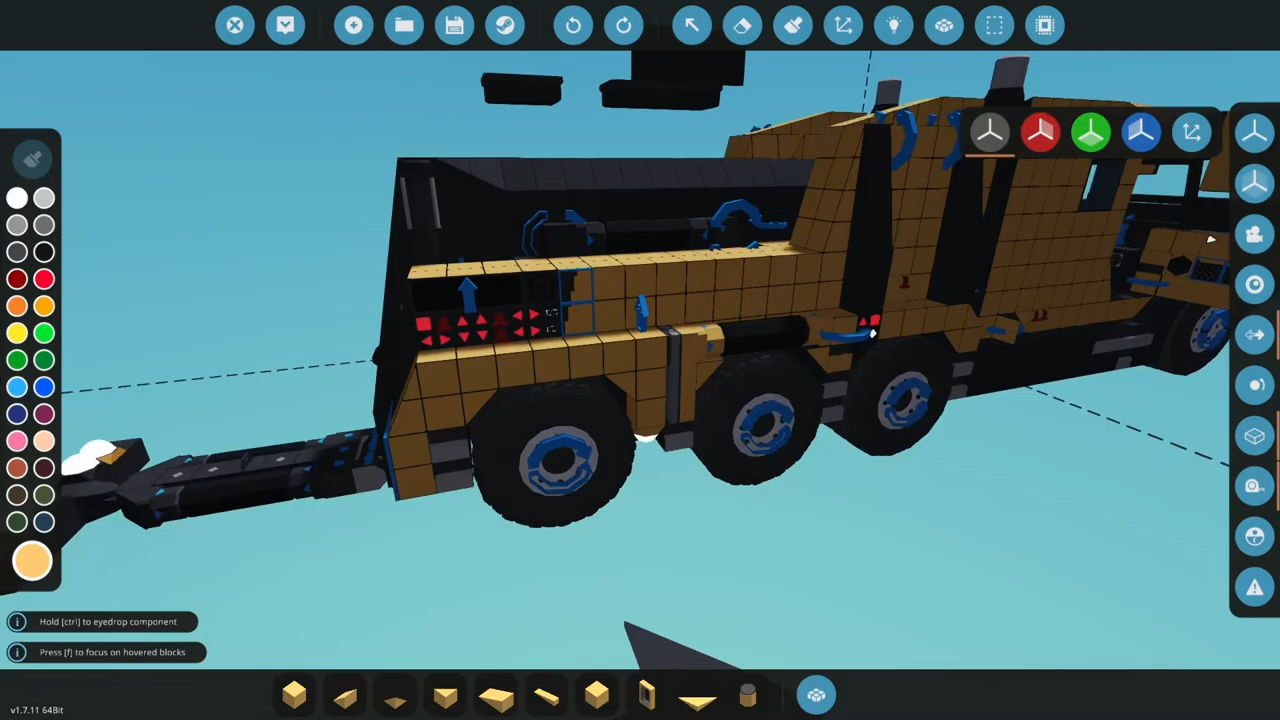 Hold [ctrl] to eyedrop component
Press [f] to focus on hovered blocks
v1.7.11 64Bit